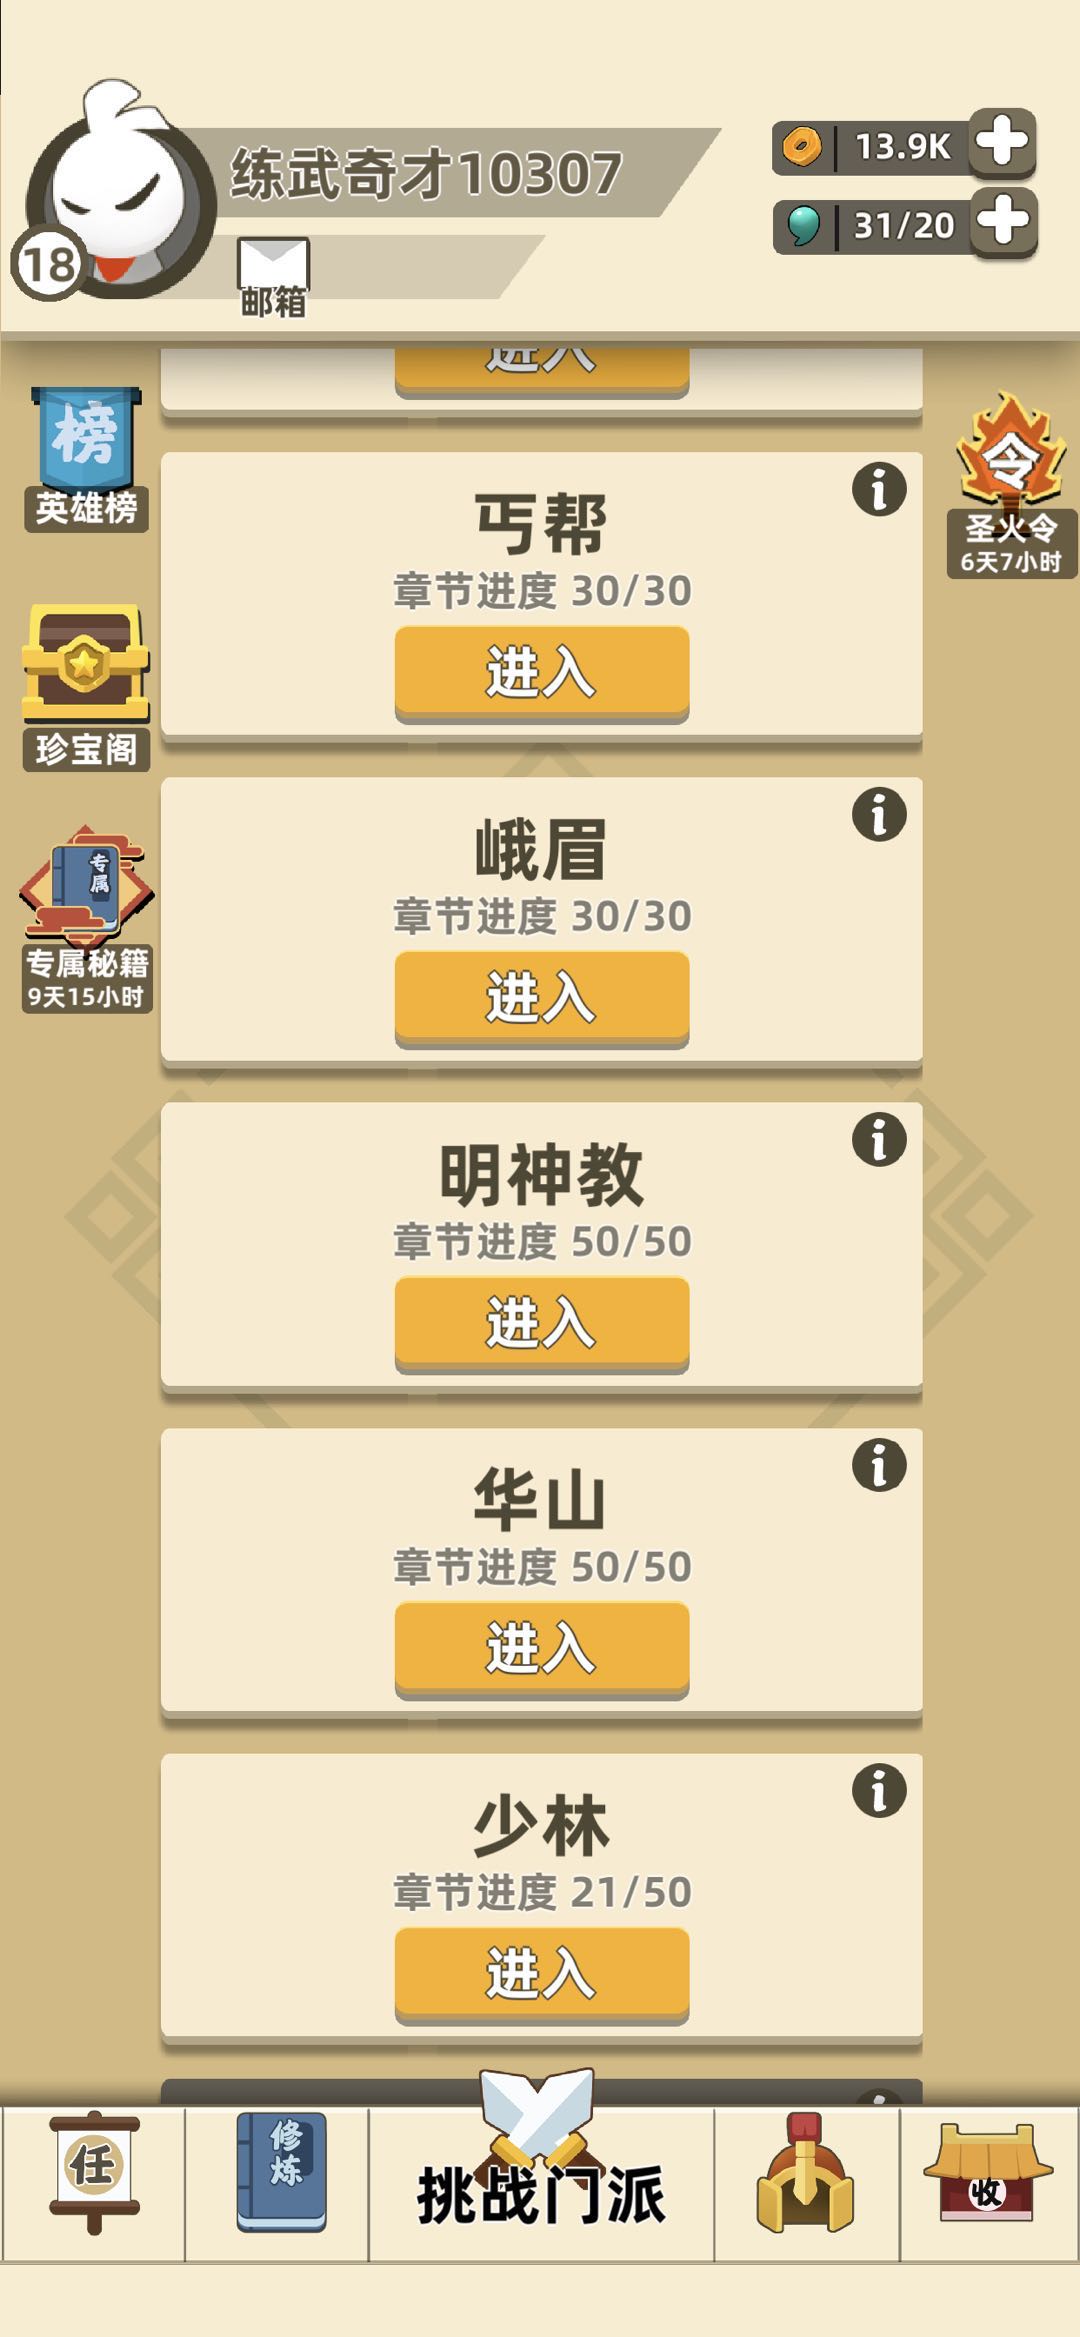 练武奇才10307
18
邮箱
13.9K
31/20
进入
榜
英雄榜
令
圣火令
6天7小时
丐帮
章节进度 30/30
进入
珍宝阁
峨眉
章节进度 30/30
进入
专属
专属秘籍
9天15小时
明神教
章节进度 50/50
进入
华山
章节进度 50/50
进入
少林
章节进度 21/50
进入
任
修炼
挑战门派
收